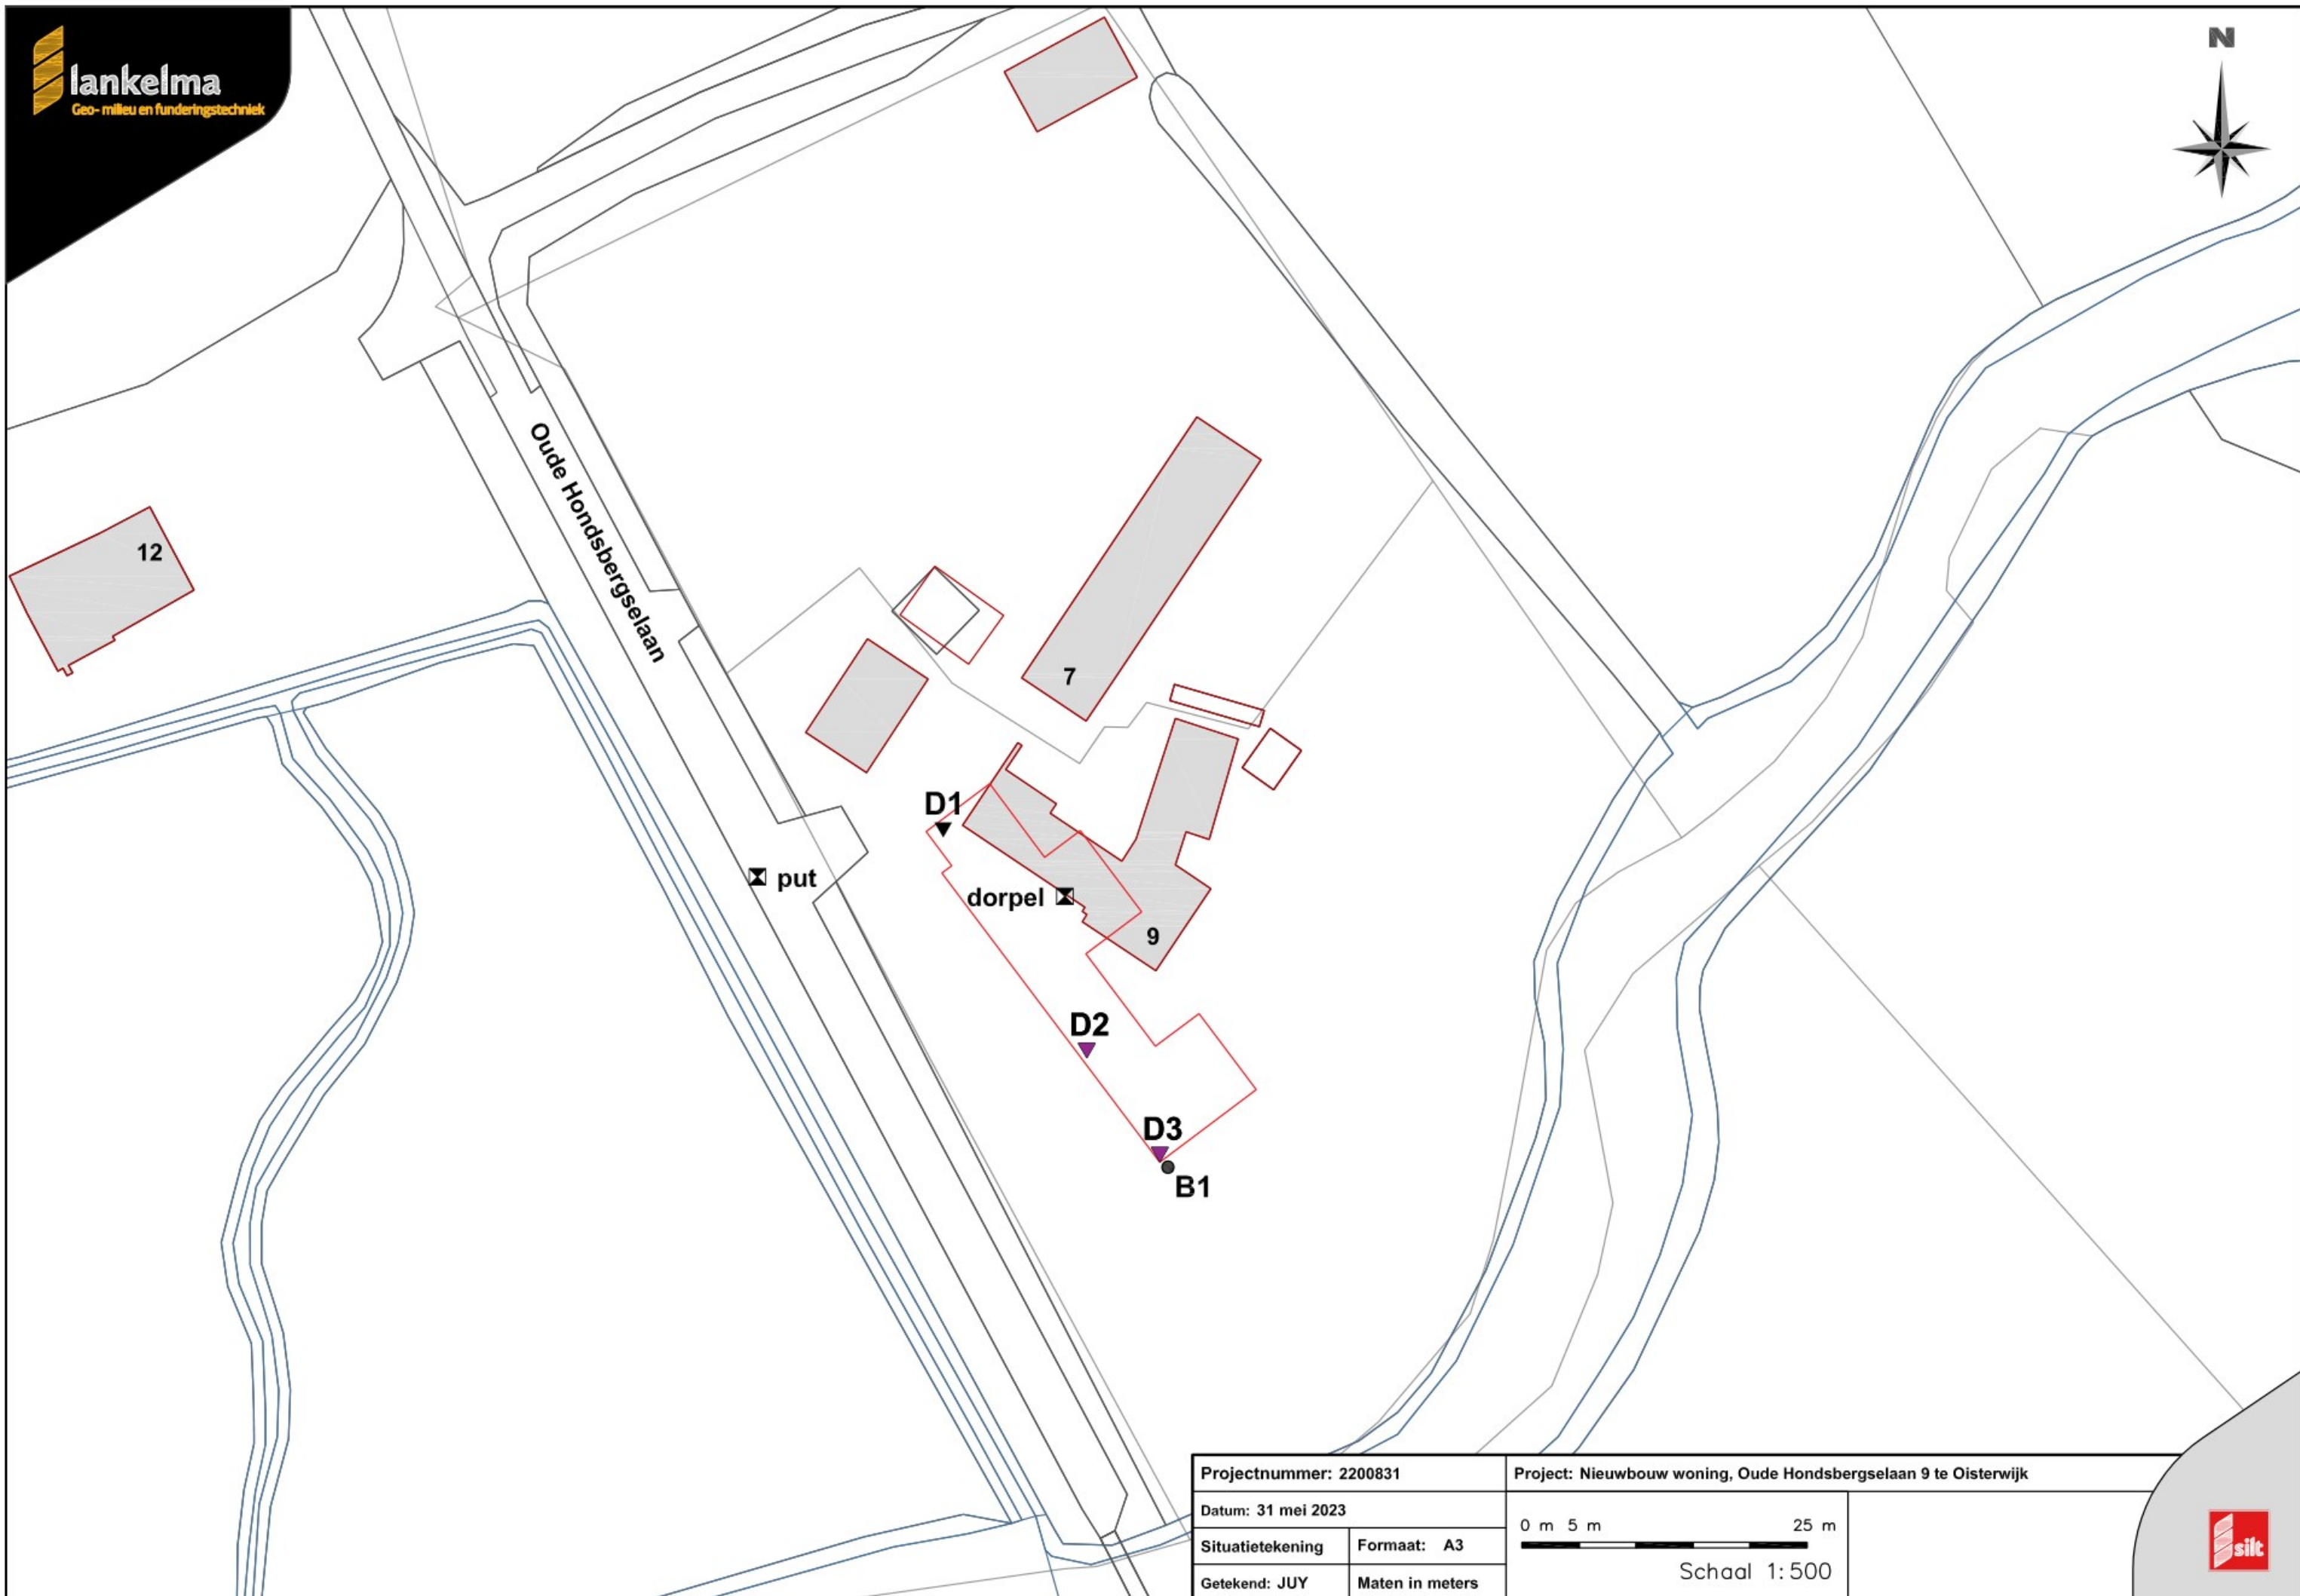 lankelma
Geo- milieu en funderingstechniek
N
Oude Hondsbergselaan
12
7
D1
put
dorpel
9
D2
D3
B1
Projectnummer: 2200831
Project: Nieuwbouw woning, Oude Hondsbergselaan 9 te Oisterwijk
Datum: 31 mei 2023
0 m 5 m 25 m
Situatietekening
Formaat: A3
Schaal 1:500
Getekend: JUY
Maten in meters
silt